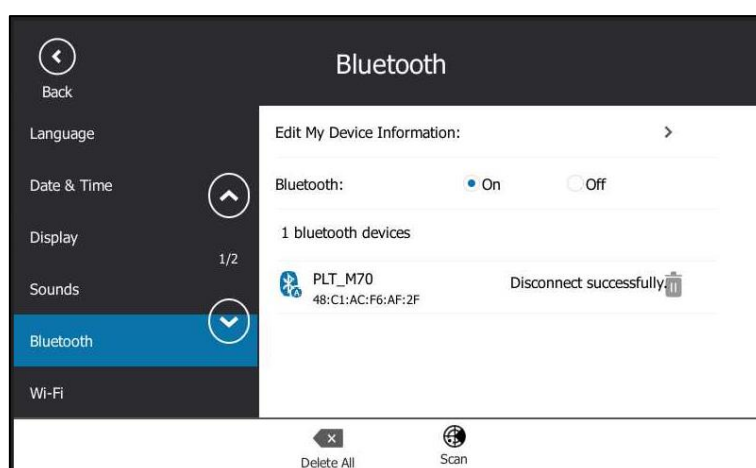 Bluetooth
Back
Language
Date & Time
Display
1/2
Sounds
Bluetooth
Wi-Fi
Edit My Device Information:
Bluetooth: On Off
1 bluetooth devices
PLT_M70 Disconnect successfully.
48:C1:AC:F6:AF:2F
Delete All Scan